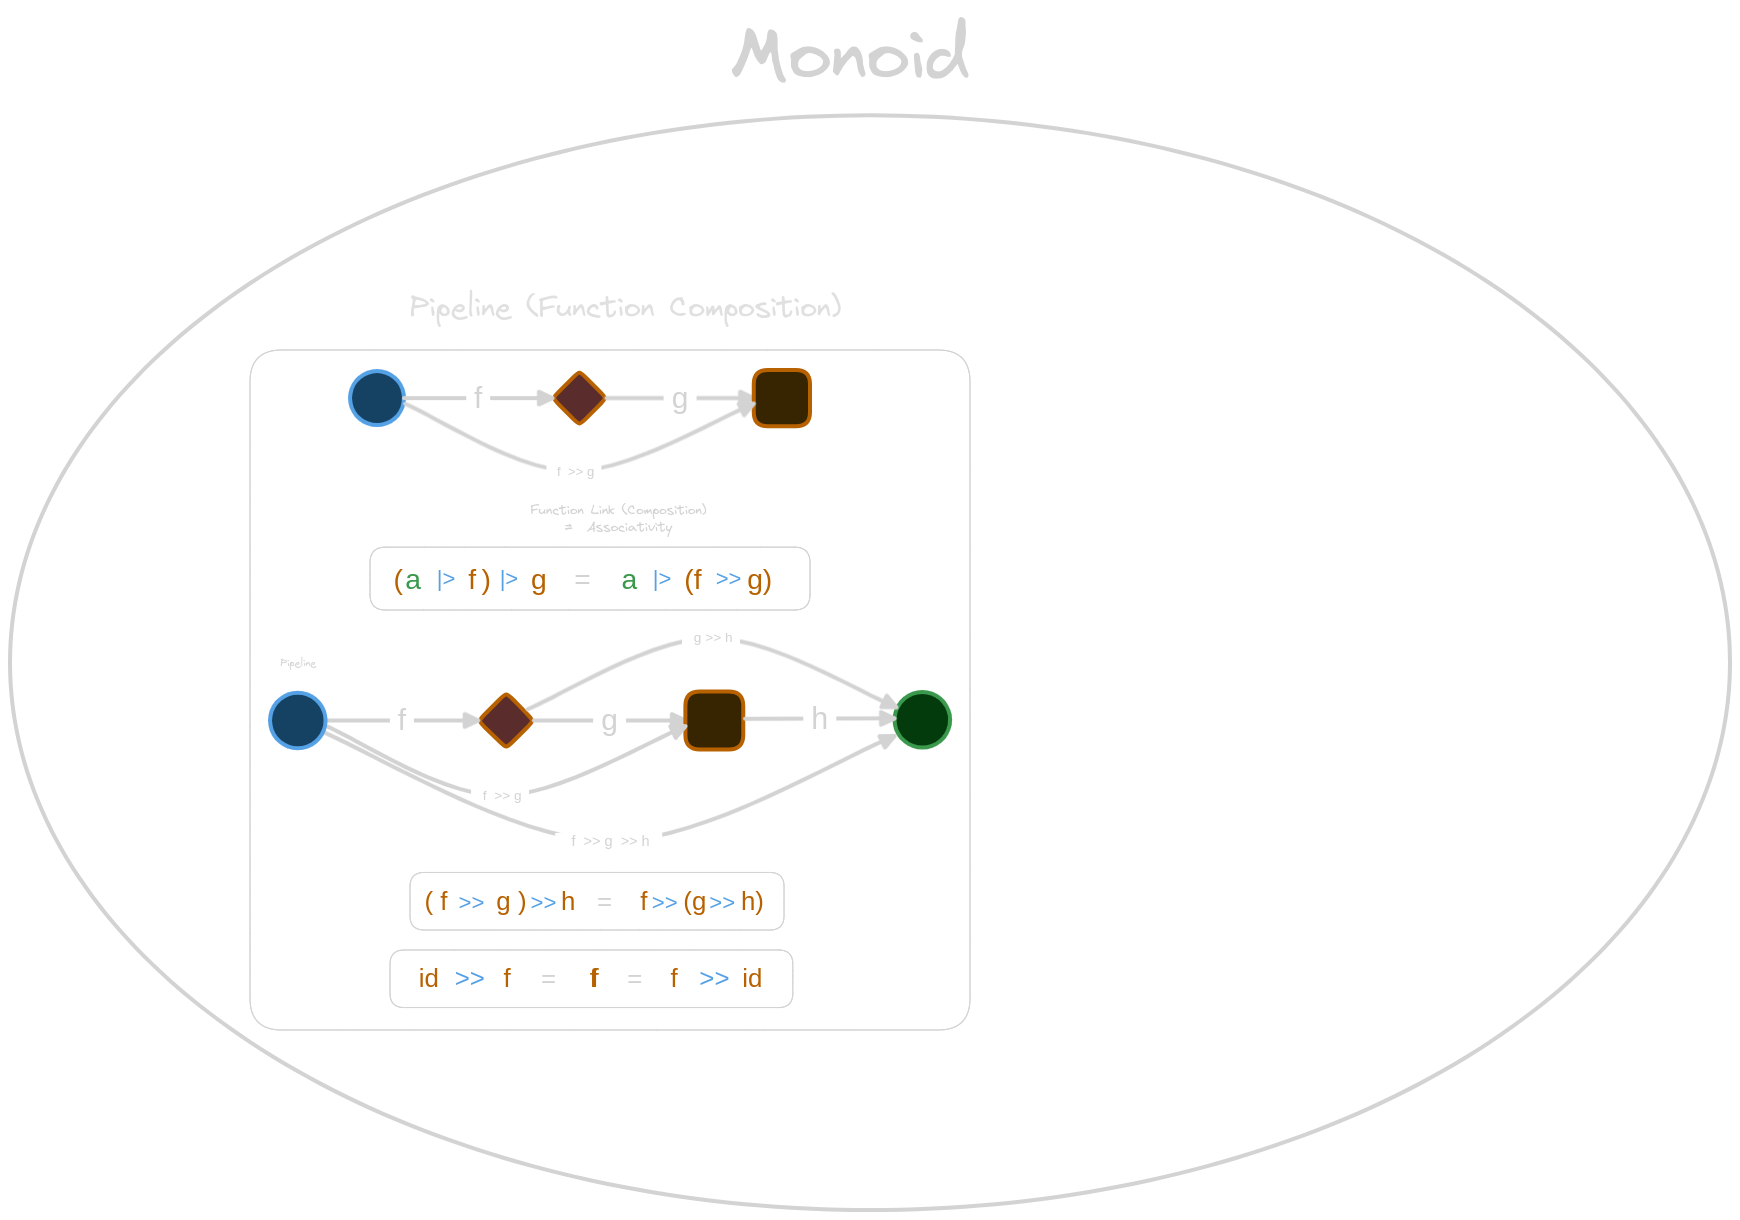 Monoid
Pipeline (Function Composition)
f
g
f >> g
Function Link (Composition)
= Associativity
(a |> f) |> g = a |> (f >> g)
g >> h
Pipeline
f
g
h
f >> g
f >> g >> h
( f >> g ) >> h = f >> (g >> h)
id >> f = f = f >> id